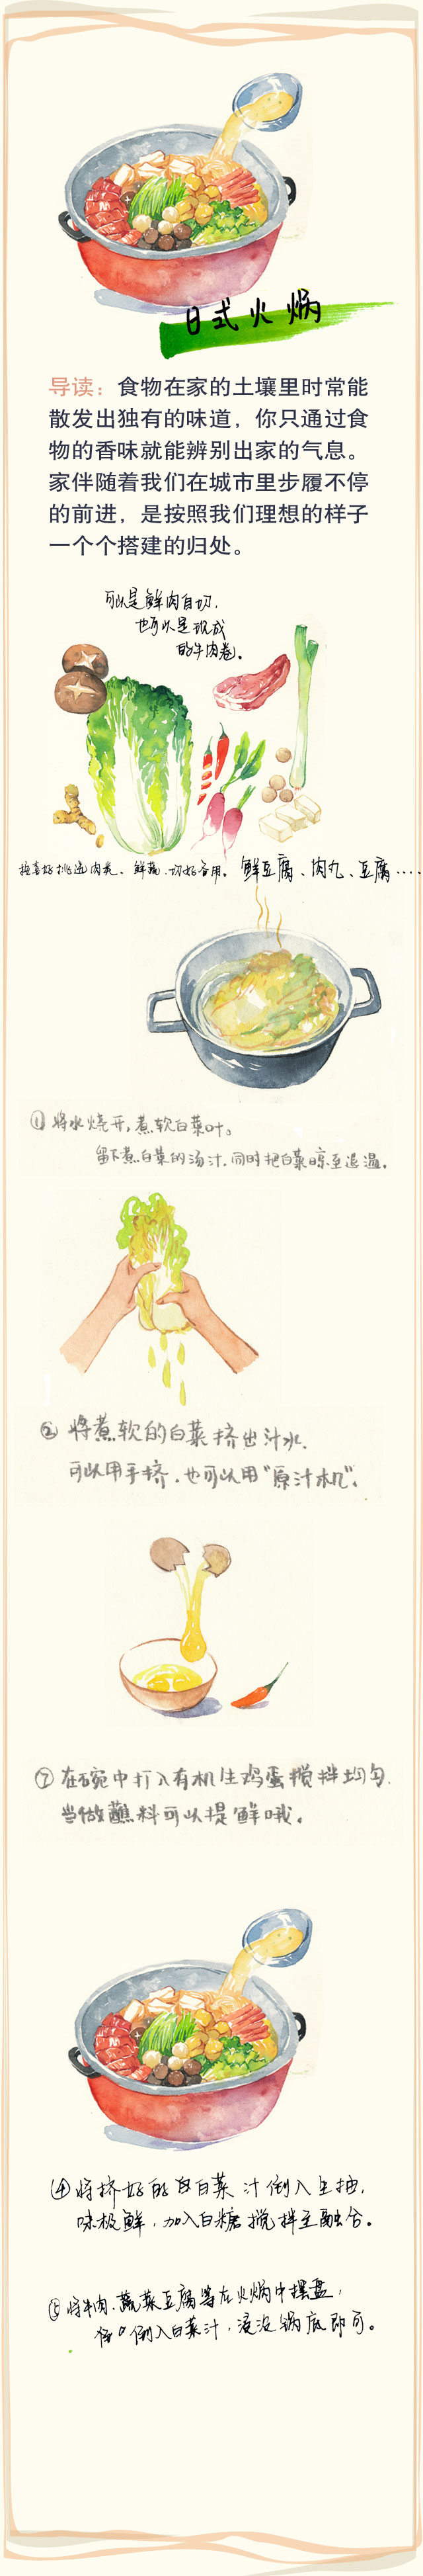 日式火锅
导读：食物在家的土壤里时常能
散发出独有的味道，你只通过食
物的香味就能辨别出家的气息。
家伴随着我们在城市里步履不停
的前进，是按照我们理想的样子
一个个搭建的归处。
可以是鲜肉自切，
也可以是现成
的牛肉卷。
按喜好挑选肉类、鲜蔬、切好备用。鲜豆腐、肉丸、豆腐····
①将水烧开，煮软白菜叶。
留下煮白菜的汤汁，同时把白菜晾至退温。
②将煮软的白菜挤出汁水，
可以用手挤，也可以用“原汁机”。
⑦在碗中打入有机生鸡蛋搅拌均匀，
当做蘸料可以提鲜哦。
④将挤好的白菜汁倒入生抽，
味极鲜，加入白糖搅拌至融合。
⑤将牛肉、蔬菜豆腐等在火锅中摆盘，
倒入白菜汁，浸没锅底即可。